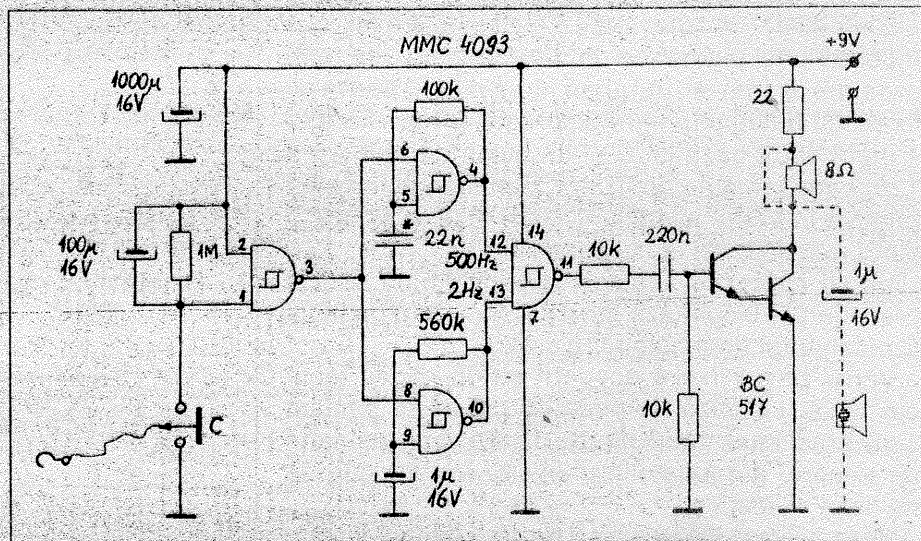 MMC 4093
+9V
1000µ
16V
100k
22
6
4
5
8Ω
100µ
16V
1M
2
3
1
*
22n
12
14
500Hz
11
10k
220n
2Hz
13
7
1µ
16V
560k
8
10
9
C
10k
BC
517
1µ
16V